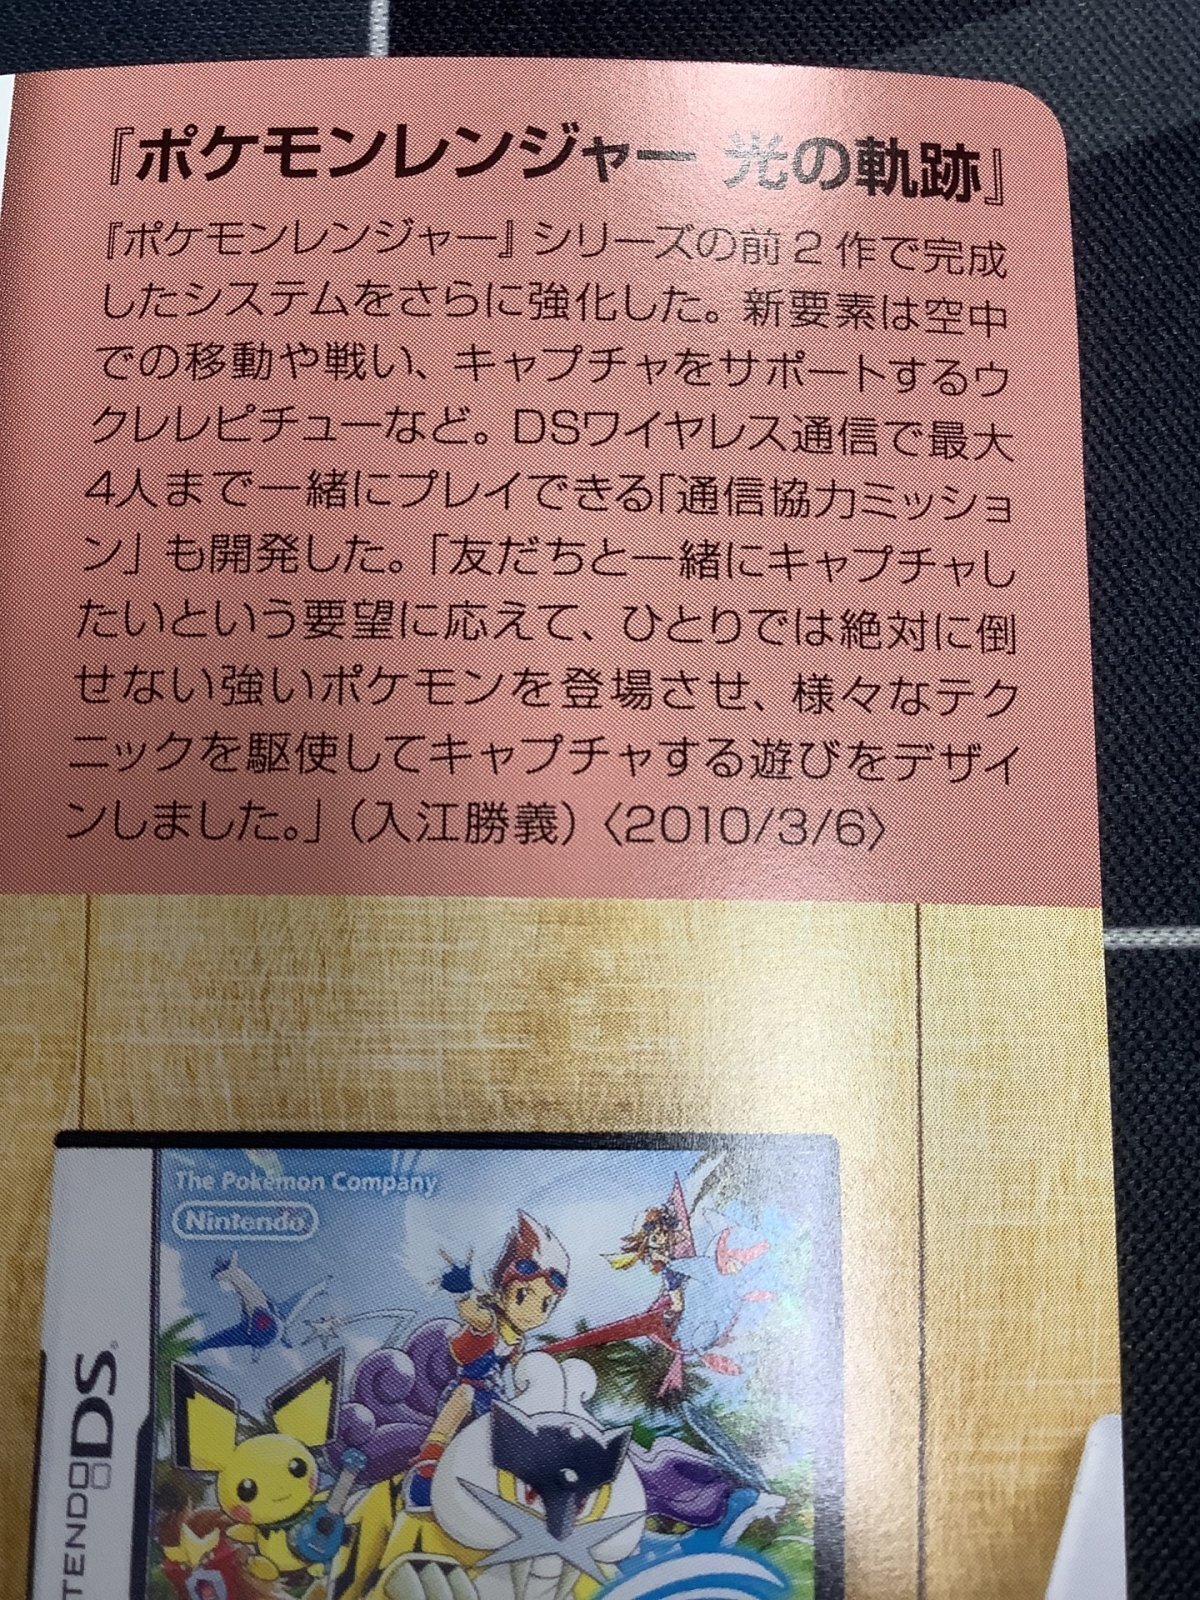 『ポケモンレンジャー 光の軌跡』
『ポケモンレンジャー』シリーズの前2作で完成
したシステムをさらに強化した。新要素は空中
での移動や戦い、キャプチャをサポートするウ
クレレピチューなど。DSワイヤレス通信で最大
4人まで一緒にプレイできる「通信協力ミッショ
ン」も開発した。「友だちと一緒にキャプチャし
たいという要望に応えて、ひとりでは絶対に倒
せない強いポケモンを登場させ、様々なテク
ニックを駆使してキャプチャする遊びをデザイ
ンしました。」（入江勝義）〈2010/3/6〉
The Pokémon Company
Nintendo
NTENDO DS